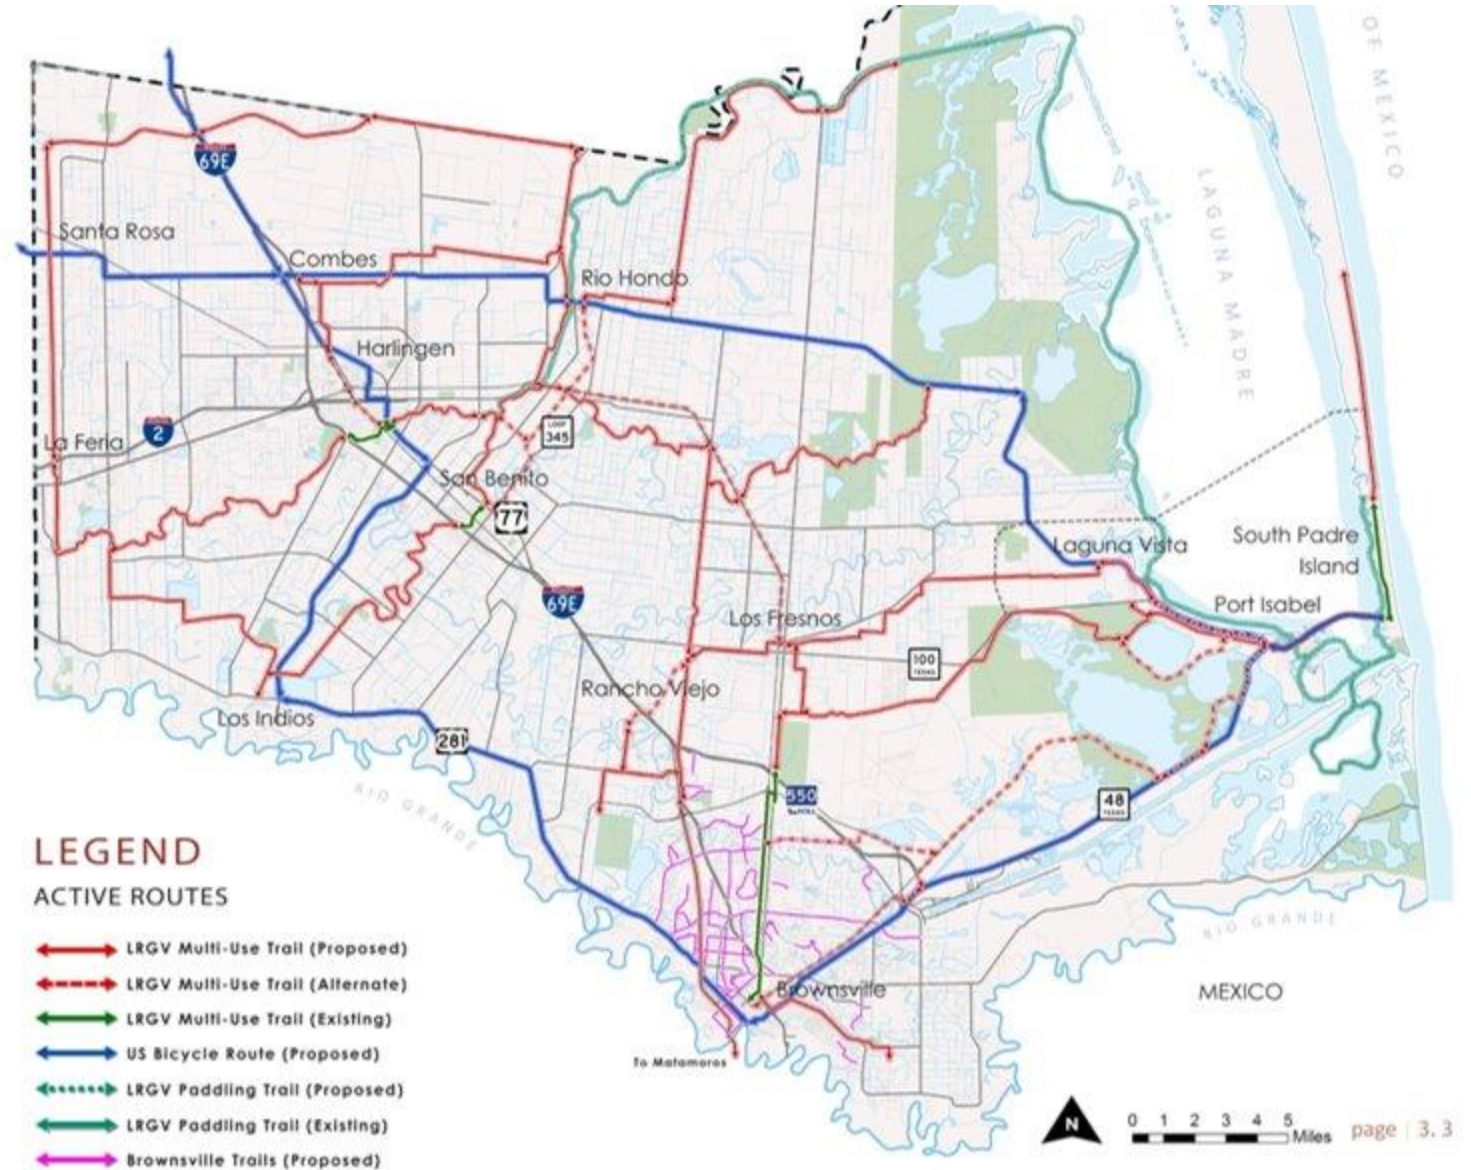 OF MEXICO
69E
LAGUNA MADRE
Santa Rosa
Combes
Rio Hondo
Harlingen
La Feria
2
LOOP
345
San Benito
77
South Padre
Island
Laguna Vista
69E
Port Isabel
Los Fresnos
100
TEXAS
Rancho Viejo
Los Indios
281
RIO GRANDE
550
48
TEXAS
RIO GRANDE
Brownsville
MEXICO
To Matamoros
LEGEND
ACTIVE ROUTES
LRGV Multi-Use Trail (Proposed)
LRGV Multi-Use Trail (Alternate)
LRGV Multi-Use Trail (Existing)
US Bicycle Route (Proposed)
LRGV Paddling Trail (Proposed)
LRGV Paddling Trail (Existing)
Brownsville Trails (Proposed)
N
0 1 2 3 4 5
Miles
page | 3.3